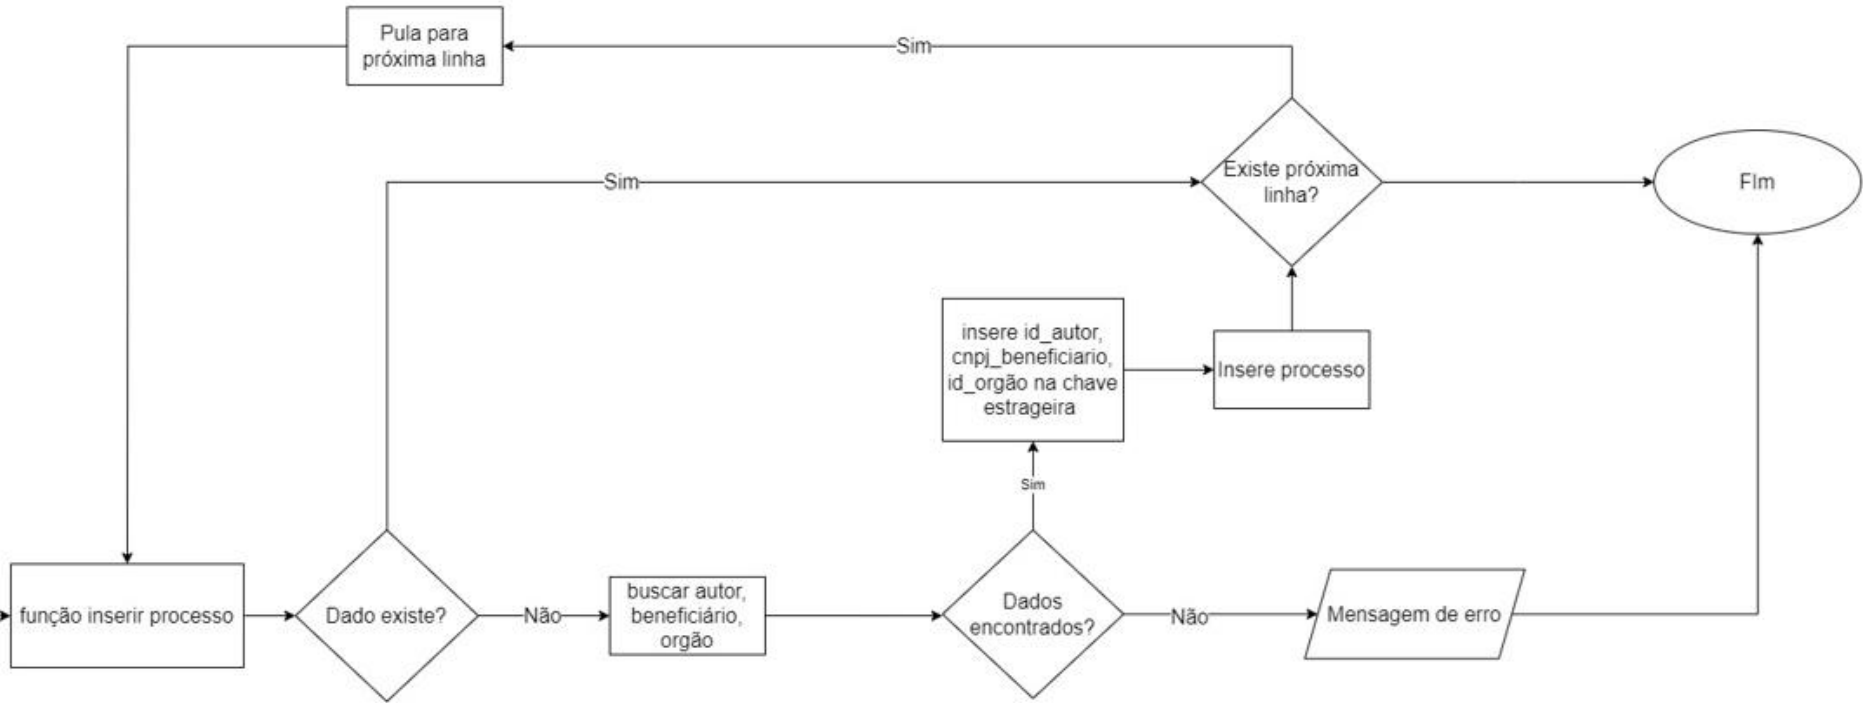 Pula para
próxima linha
Sim
Sim
Existe próxima
linha?
FIm
insere id_autor,
cnpj_beneficiario,
id_orgão na chave
estrageira
Insere processo
Sim
função inserir processo
Dado existe?
Não
buscar autor,
beneficiário,
orgão
Dados
encontrados?
Não
Mensagem de erro